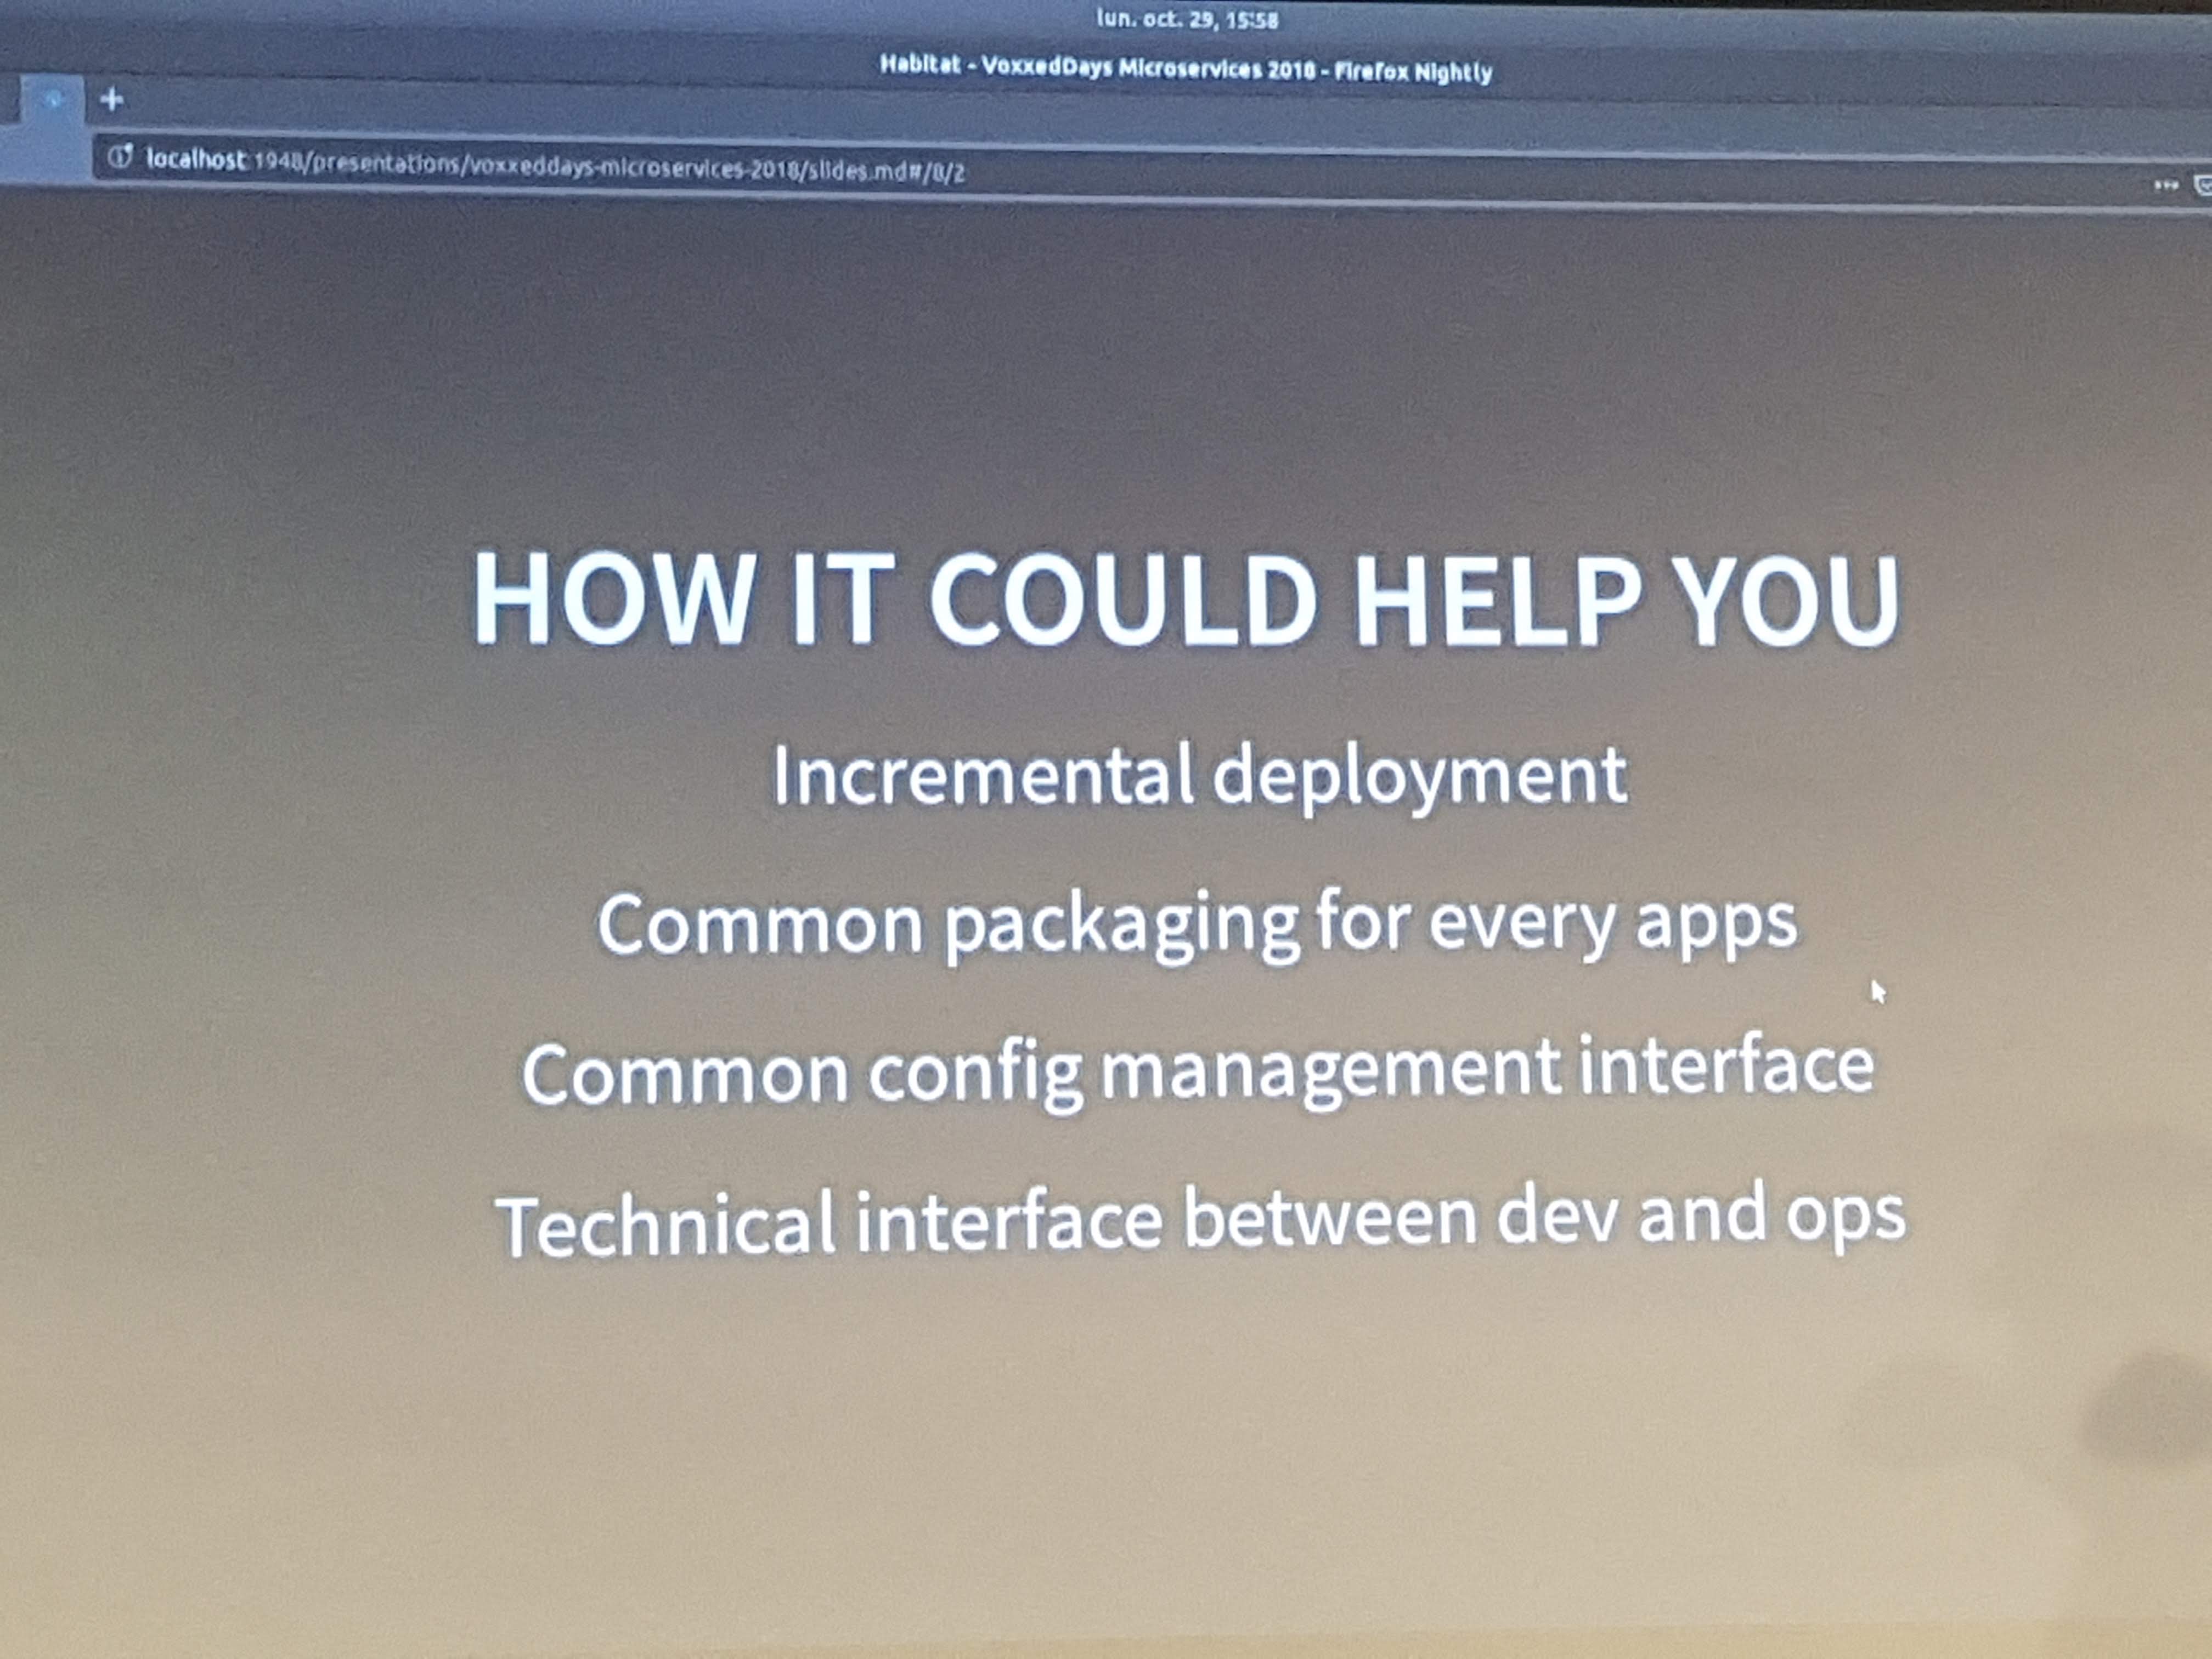 lun. oct. 29, 15:58
Habitat - VoxxedDays Microservices 2018 - Firefox Nightly
localhost:1948/presentations/voxxeddays-microservices-2018/slides.md#/8/2
HOW IT COULD HELP YOU
Incremental deployment
Common packaging for every apps
Common config management interface
Technical interface between dev and ops